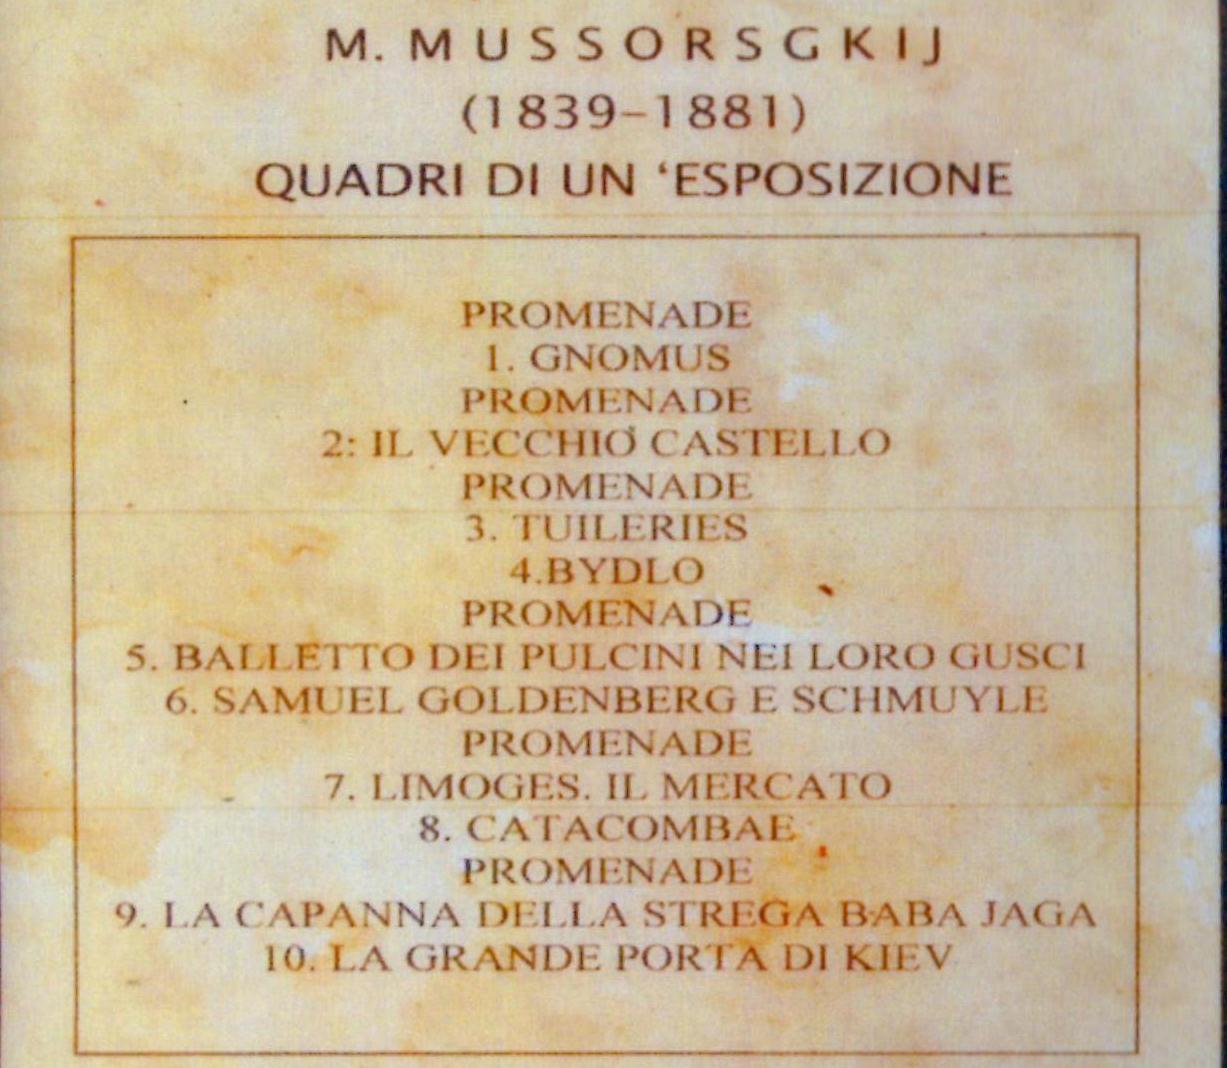 M. MUSSORSGKIJ
(1839-1881)
QUADRI DI UN ‘ESPOSIZIONE
PROMENADE
1. GNOMUS
PROMENADE
2: IL VECCHIO CASTELLO
PROMENADE
3. TUILERIES
4.BYDLO
PROMENADE
5. BALLETTO DEI PULCINI NEI LORO GUSCI
6. SAMUEL GOLDENBERG E SCHMUYLE
PROMENADE
7. LIMOGES. IL MERCATO
8. CATACOMBAE
PROMENADE
9. LA CAPANNA DELLA STREGA BABA JAGA
10. LA GRANDE PORTA DI KIEV